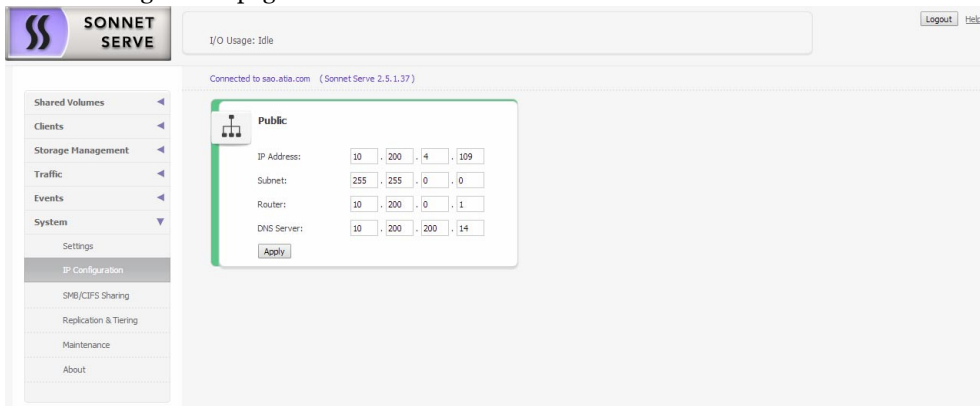 SONNET
SERVE
I/O Usage: Idle
Logout Help
Connected to sao.atia.com ( Sonnet Serve 2.5.1.37 )
Shared Volumes
Clients
Storage Management
Traffic
Events
System
Settings
IP Configuration
SMB/CIFS Sharing
Replication & Tiering
Maintenance
About
Public
IP Address: 10 . 200 . 4 . 109
Subnet: 255 . 255 . 0 . 0
Router: 10 . 200 . 0 . 1
DNS Server: 10 . 200 . 200 . 14
Apply